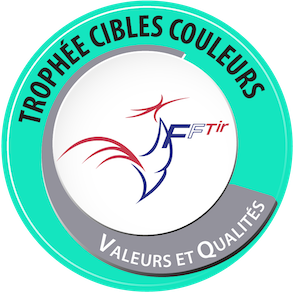 TROPHÉE CIBLES COULEURS
FFTir
VALEURS ET QUALITÉS